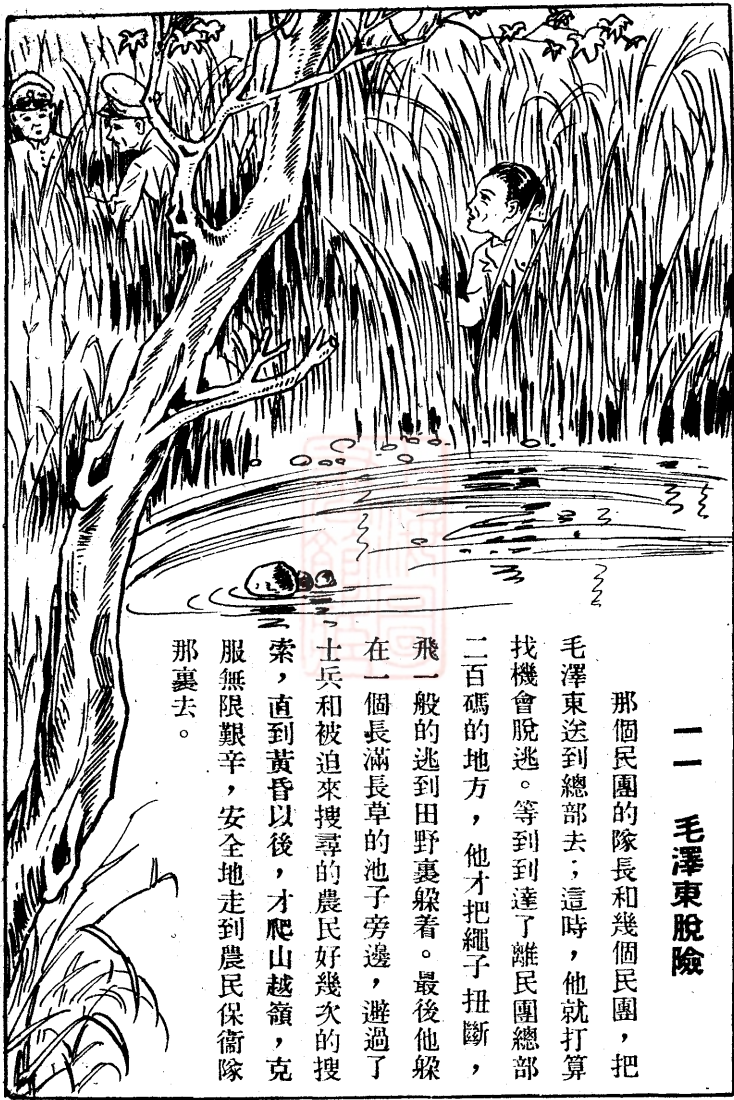 一一　毛澤東脫險
那個民團的隊長和幾個民團，把
毛澤東送到總部去；這時，他就打算
找機會脫逃。等到到達了離民團總部
二百碼的地方，他才把繩子扭斷，
飛一般的逃到田野裏躲着。最後他躲
在一個長滿長草的池子旁邊，避過了
士兵和被迫來搜尋的農民好幾次的搜
索，直到黃昏以後，才爬山越嶺，克
服無限艱辛，安全地走到農民保衞隊
那裏去。